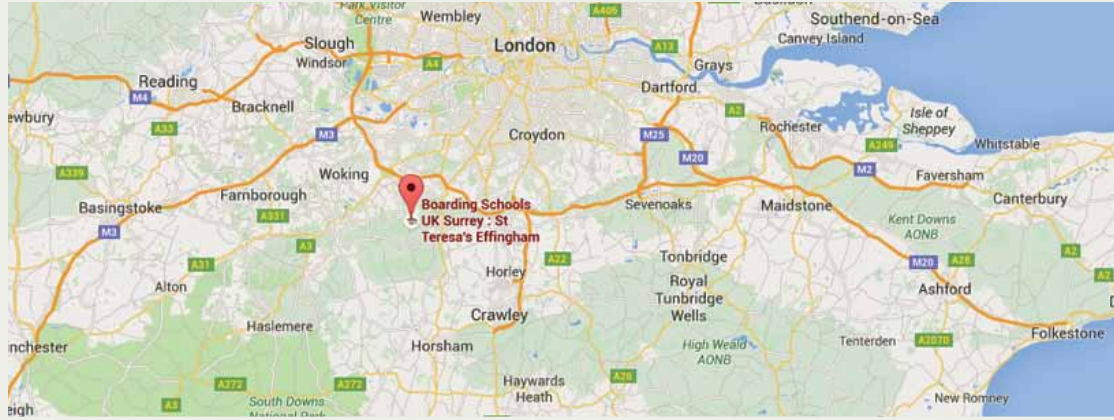 Park Visitor
Centre
Wembley
A406
Basildon
Southend-on-Sea
Canvey Island
Slough
Windsor
London
A4
A13
Grays
Reading
M4
Dartford
ewbury
Bracknell
A33
M3
Croydon
M25
A2
Rochester
Isle of
Sheppey
M20
A249
Whitstable
A339
Woking
M2
Faversham
Farnborough
Basingstoke
A331
Boarding Schools
UK Surrey : St
Teresa's Effingham
Sevenoaks
Maidstone
Canterbury
M3
A3
Kent Downs
AONB
A2
A31
A22
Tonbridge
M20
A28
A2
Alton
Horley
Royal
Tunbridge
Wells
Ashford
Crawley
Haslemere
Folkestone
nchester
Horsham
High Weald
AONB
Tenterden
A2070
A272
A272
A26
Haywards
Heath
A3
South Downs
National Park
New Romney
eigh